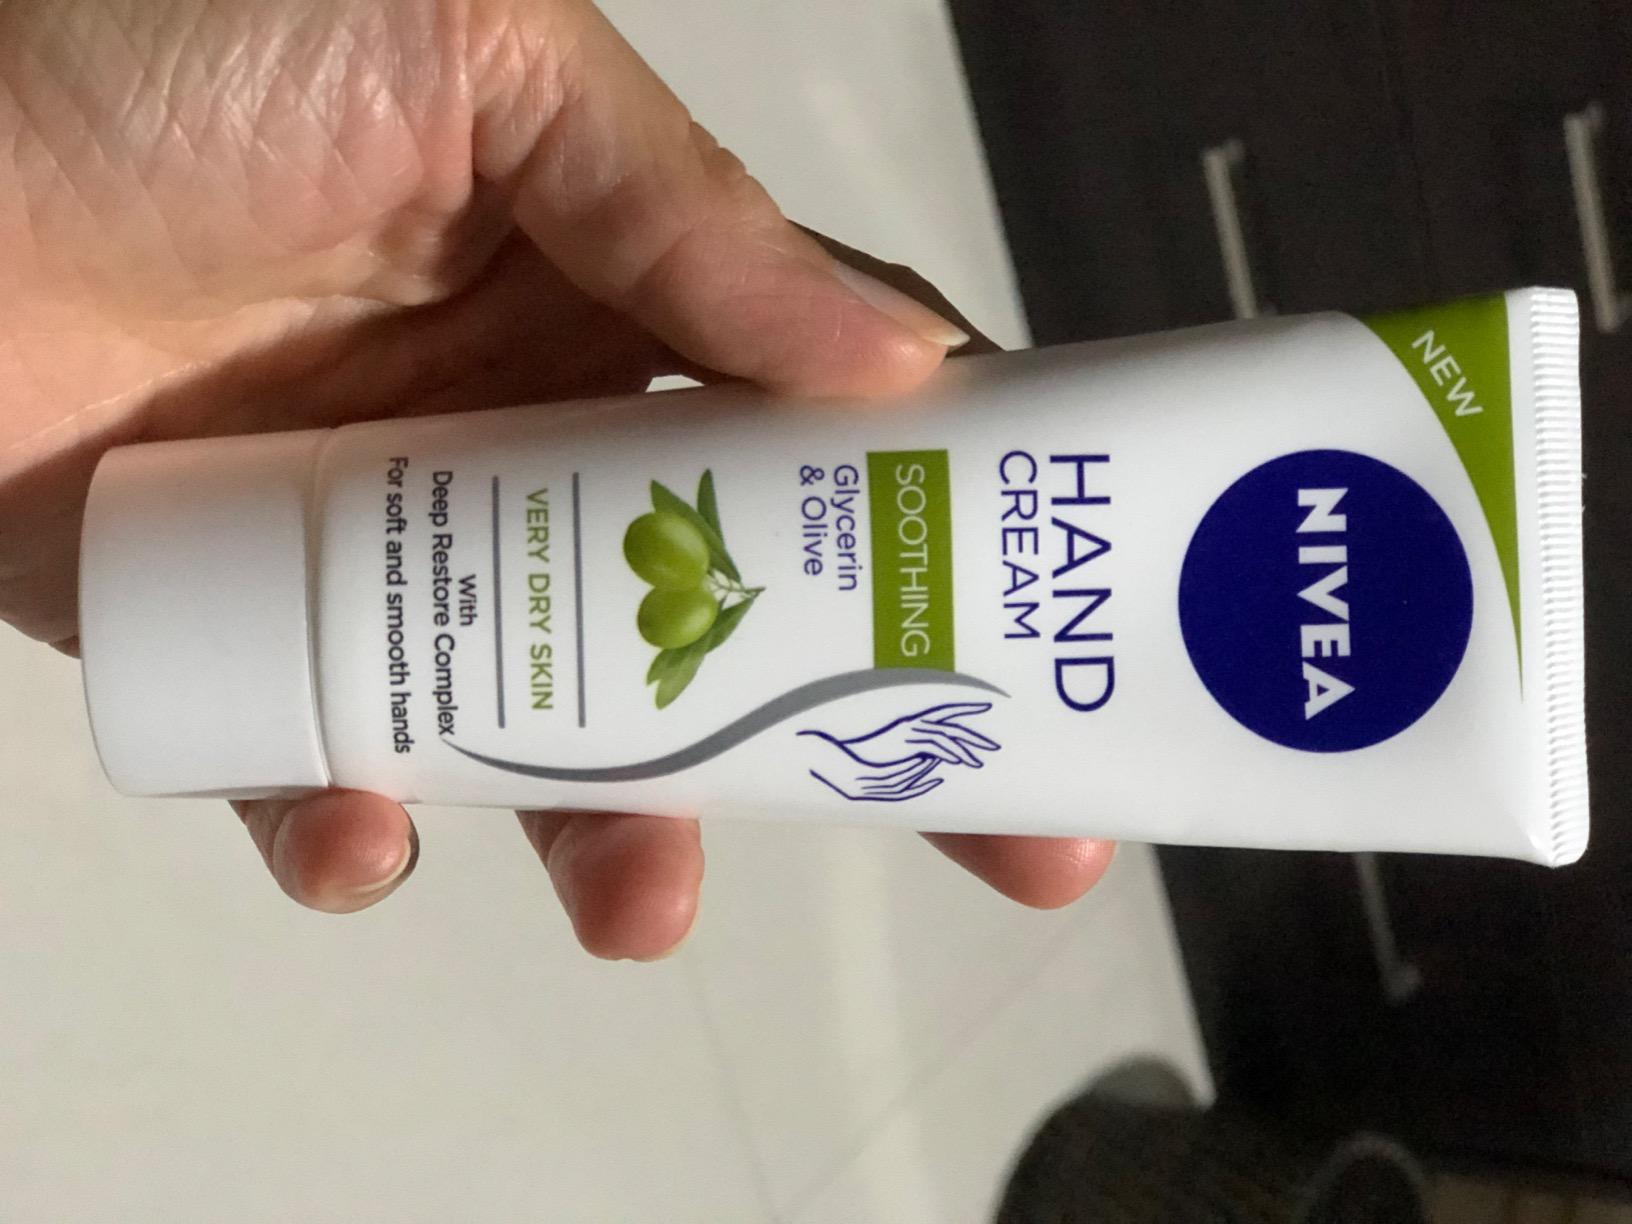 NEW
NIVEA
HAND
CREAM
SOOTHING
Glycerin
& Olive
VERY DRY SKIN
With
Deep Restore Complex
For soft and smooth hands